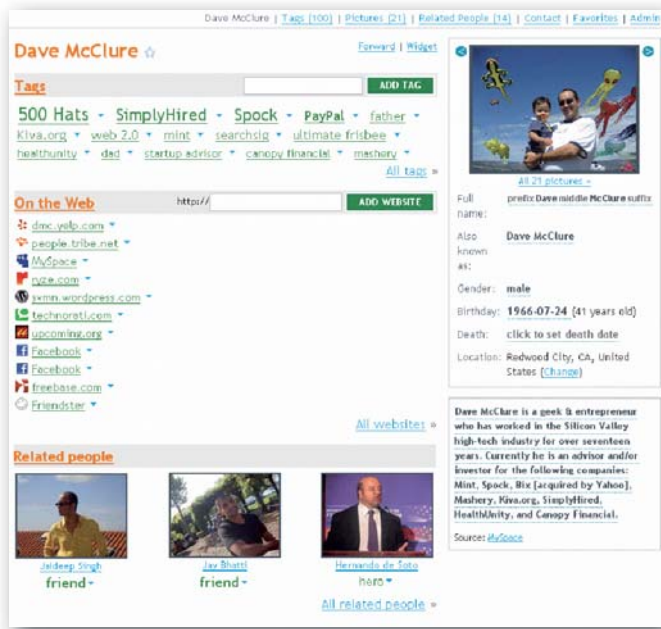 Dave McClure | Tags (100) | Pictures (21) | Related People (14) | Contact | Favorites | Admin
Dave McClure
Forward | Widget
Tags
ADD TAG
500 Hats SimplyHired Spock PayPal father
Kiva.org web 2.0 mint searchsig ultimate frisbee
healthunity dad startup advisor canopy financial mashery
All tags »
On the Web
http://
ADD WEBSITE
dmc.yelp.com
people.tribe.net
MySpace
ryze.com
svmn.wordpress.com
technorati.com
upcoming.org
Facebook
Facebook
freebase.com
Friendster
All websites »
Related people
Jaideep Singh
friend
Jay Bhatti
friend
Hernando de Soto
hero
All related people »
All 21 pictures »
Full name: prefix Dave middle McClure suffix
Also known as: Dave McClure
Gender: male
Birthday: 1966-07-24 (41 years old)
Death: click to set death date
Location: Redwood City, CA, United
States (Change)
Dave McClure is a geek & entrepreneur
who has worked in the Silicon Valley
high-tech industry for over seventeen
years. Currently he is an advisor and/or
investor for the following companies:
Mint, Spock, Bix [acquired by Yahoo],
Mashery, Kiva.org, SimplyHired,
HealthUnity, and Canopy Financial.
Source: MySpace